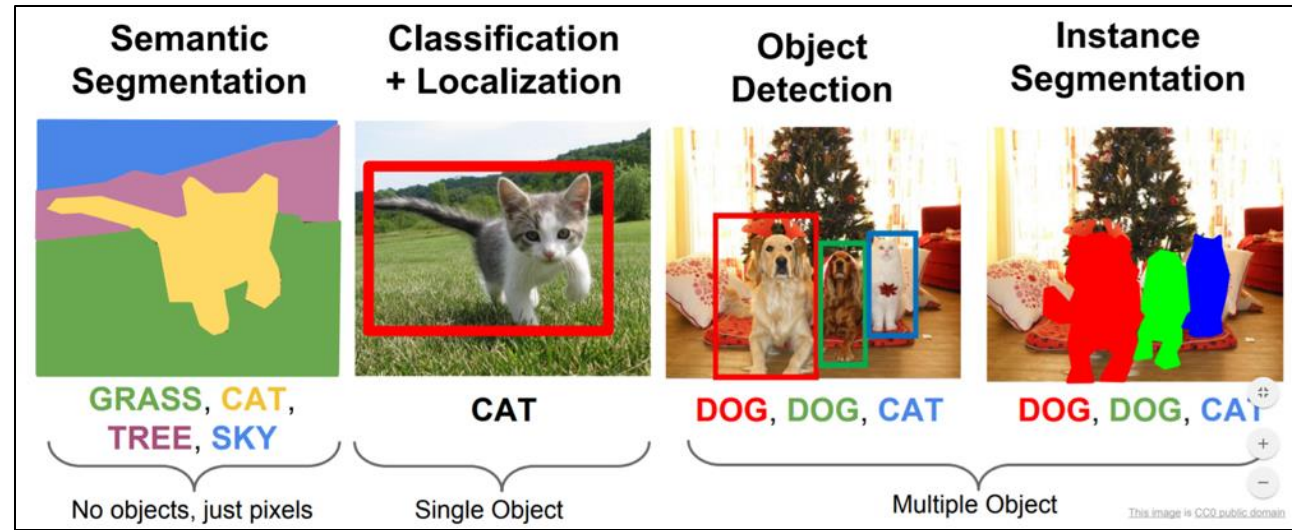 Semantic
Segmentation
Classification
+ Localization
Object
Detection
Instance
Segmentation
GRASS, CAT,
TREE, SKY
CAT
DOG, DOG, CAT
DOG, DOG, CAT
No objects, just pixels
Single Object
Multiple Object
This image is CC0 public domain